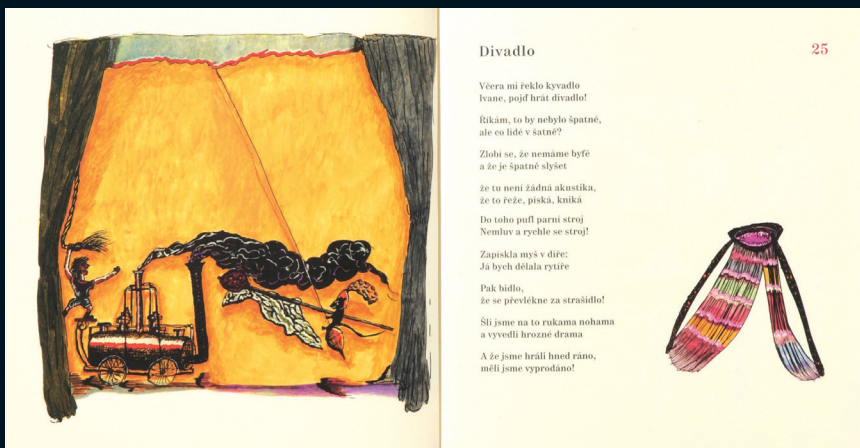 Divadlo
25
Včera mi řeklo kyvadlo
Ivane, pojď hrát divadlo!
Říkám, to by nebylo špatné,
ale co lidé v šatně?
Zlobí se, že nemáme byfé
a že je špatně slyšet
že tu není žádná akustika,
že to řeže, píská, kniká
Do toho pufl parní stroj
Nemluv a rychle se stroj!
Zapískla myš v díře:
Já bych dělala rytíře
Pak bidlo,
že se převlékne za strašidlo!
Šli jsme na to rukama nohama
a vyvedli hrozné drama
A že jsme hráli hned ráno,
měli jsme vyprodáno!